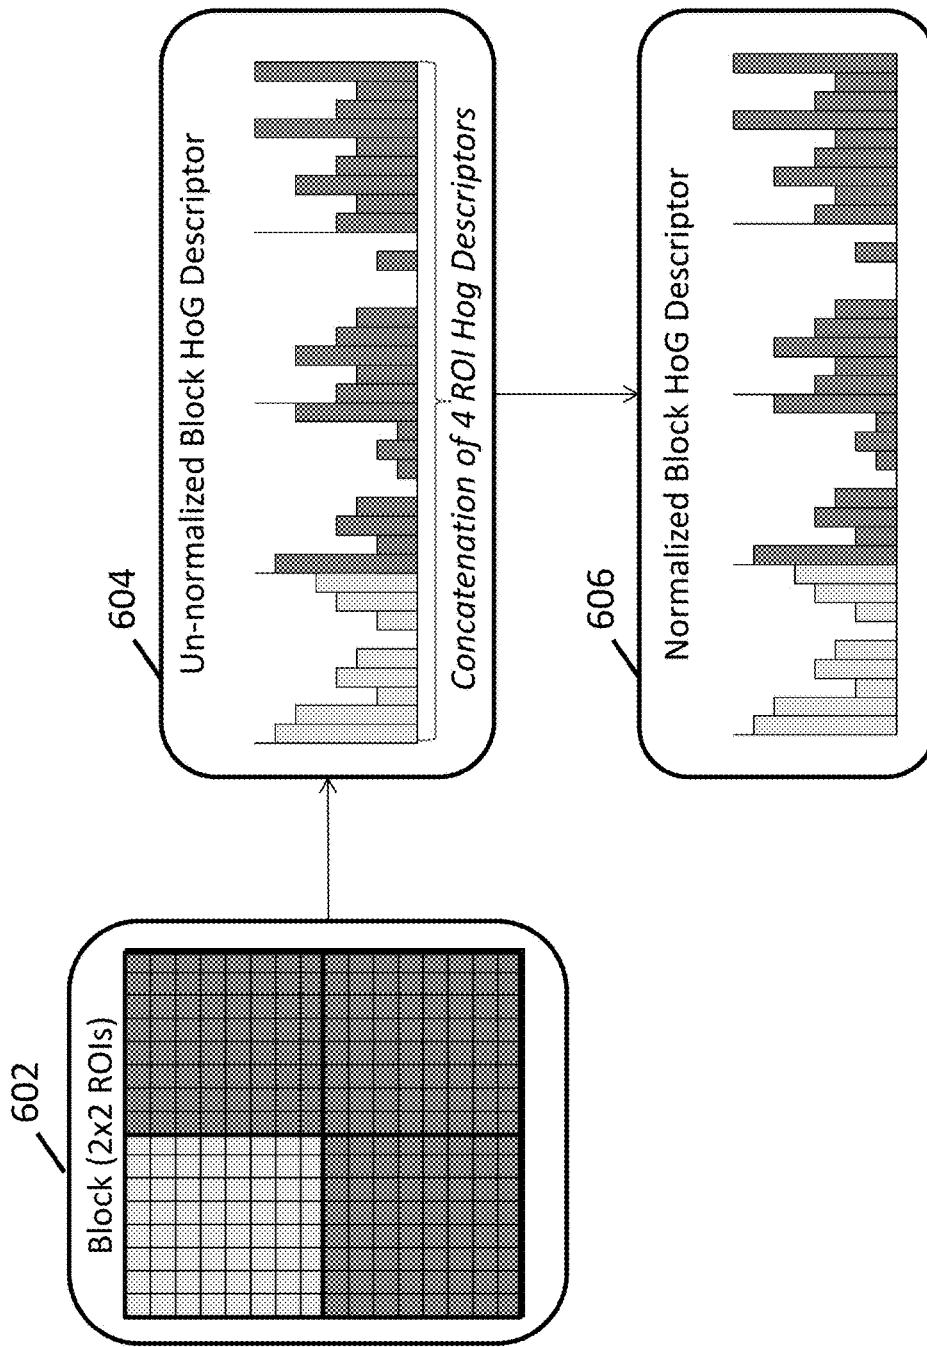 602
Block (2x2 ROIs)
604
Un-normalized Block HoG Descriptor
Concatenation of 4 ROI Hog Descriptors
606
Normalized Block HoG Descriptor